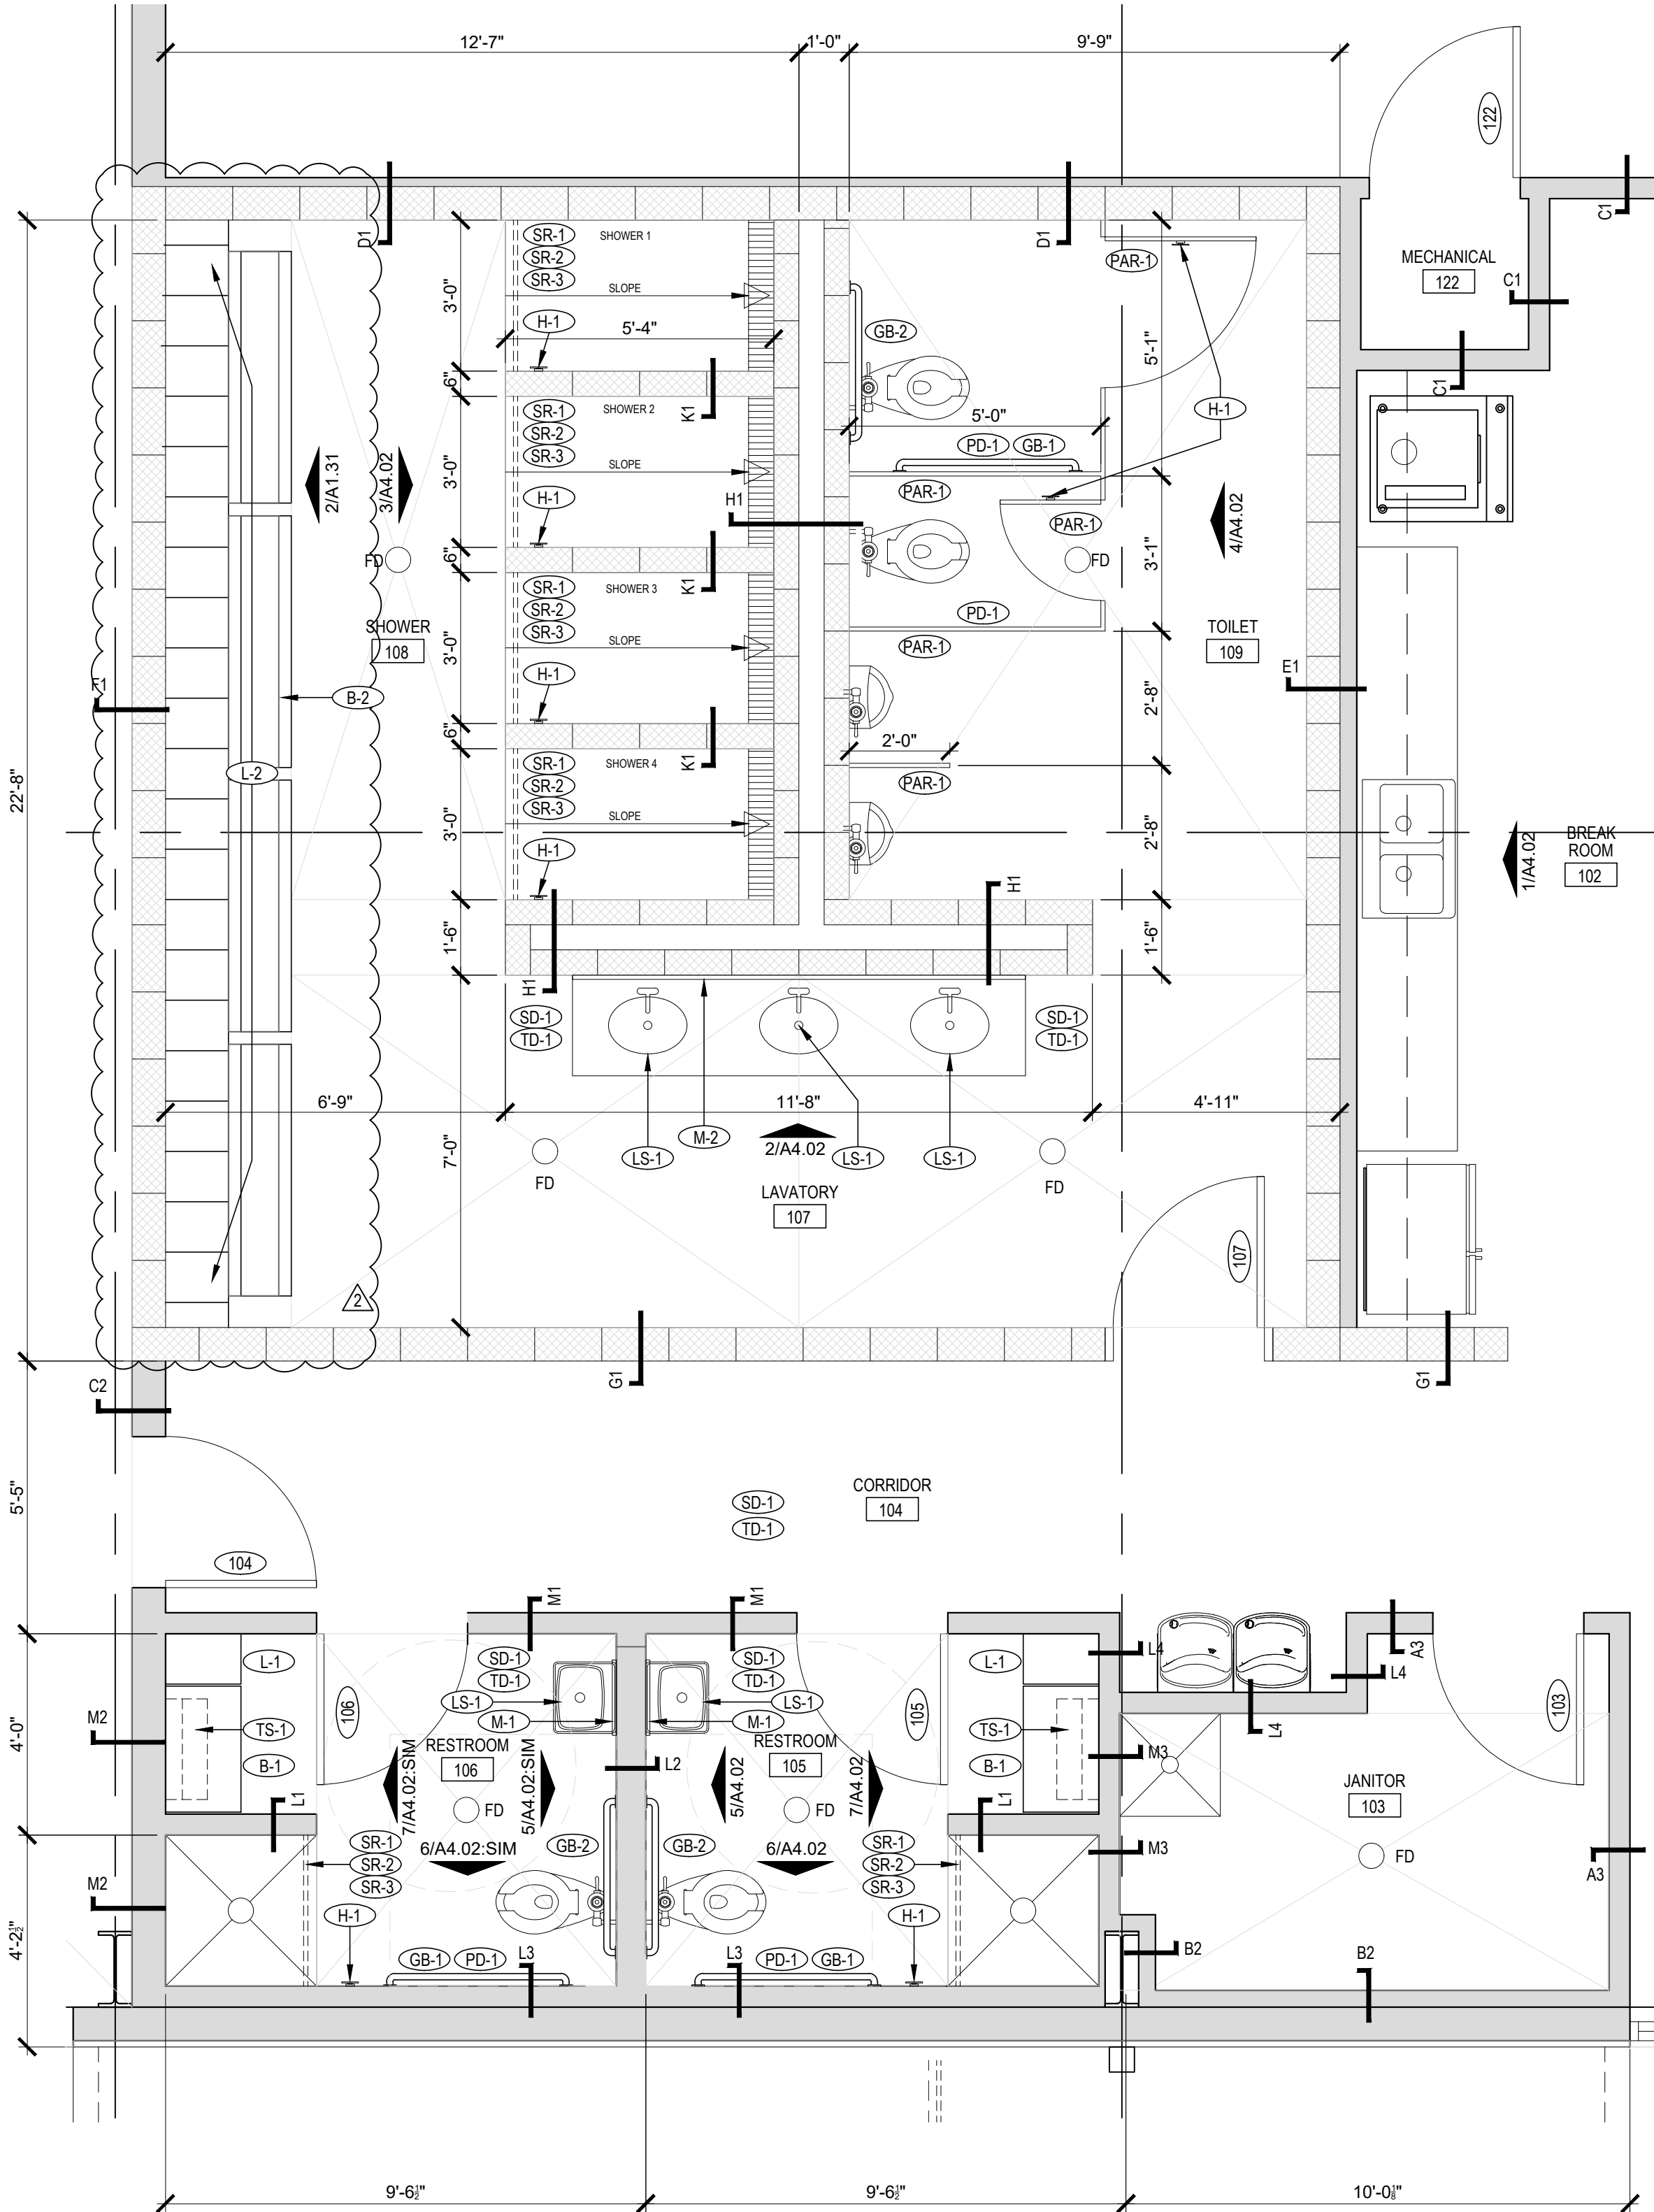 12'-7"
1'-0"
9'-9"
122
C1
D1
D1
SR-1
SHOWER 1
SR-2
SR-3
SLOPE
H-1
5'-4"
3'-0"
PAR-1
GB-2
5'-1"
MECHANICAL
122
C1
C1
6"
SR-1
SHOWER 2
SR-2
SR-3
SLOPE
H-1
K1
3'-0"
5'-0"
PD-1
GB-1
H-1
2/A1.31
3/A4.02
H1
PAR-1
PAR-1
4/A4.02
FD
FD
6"
3'-1"
SR-1
SHOWER 3
SR-2
SR-3
SLOPE
H-1
K1
3'-0"
PD-1
PAR-1
SHOWER
108
TOILET
109
E1
F1
B-2
2'-8"
6"
2'-0"
SR-1
SHOWER 4
SR-2
SR-3
SLOPE
H-1
K1
3'-0"
L-2
PAR-1
22'-8"
2'-8"
1/A4.02
BREAK
ROOM
102
H1
1'-6"
1'-6"
H1
SD-1
TD-1
SD-1
TD-1
6'-9"
11'-8"
4'-11"
M-2
2/A4.02
LS-1
LS-1
LS-1
7'-0"
FD
FD
LAVATORY
107
107
2
G1
G1
C2
5'-5"
CORRIDOR
104
SD-1
TD-1
104
M1
M1
L-1
SD-1
TD-1
LS-1
M-1
SD-1
TD-1
LS-1
M-1
L-1
L4
L4
A3
L4
106
105
103
M2
4'-0"
TS-1
B-1
RESTROOM
106
RESTROOM
105
TS-1
B-1
M3
7/A4.02:SIM
5/A4.02:SIM
L2
5/A4.02
7/A4.02
JANITOR
103
L1
FD
FD
L1
SR-1
SR-2
SR-3
6/A4.02:SIM
GB-2
GB-2
6/A4.02
SR-1
SR-2
SR-3
M3
FD
A3
M2
H-1
H-1
4'-2½"
GB-1
PD-1
L3
L3
PD-1
GB-1
B2
B2
9'-6½"
9'-6½"
10'-0⅛"